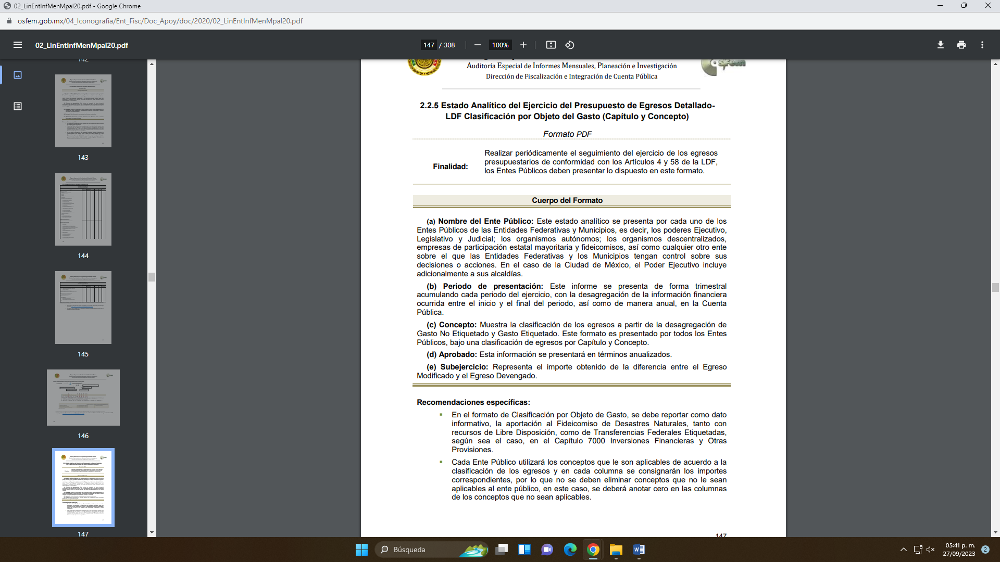 02_LinEntInfMenMpal20.pdf - Google Chrome
osfem.gob.mx/04_Iconografia/Ent_Fisc/Doc_Apoy/doc/2020/02_LinEntInfMenMpal20.pdf
02_LinEntInfMenMpal20.pdf
147 / 308
100%
142
143
144
145
146
147
Auditoría Especial de Informes Mensuales, Planeación e Investigación
Dirección de Fiscalización e Integración de Cuenta Pública
osfem
2.2.5 Estado Analítico del Ejercicio del Presupuesto de Egresos Detallado-
LDF Clasificación por Objeto del Gasto (Capítulo y Concepto)
Formato PDF
Finalidad:
Realizar periódicamente el seguimiento del ejercicio de los egresos
presupuestarios de conformidad con los Artículos 4 y 58 de la LDF,
los Entes Públicos deben presentar lo dispuesto en este formato.
Cuerpo del Formato
(a) Nombre del Ente Público: Este estado analítico se presenta por cada uno de los
Entes Públicos de las Entidades Federativas y Municipios, es decir, los poderes Ejecutivo,
Legislativo y Judicial; los organismos autónomos; los organismos descentralizados,
empresas de participación estatal mayoritaria y fideicomisos, así como cualquier otro ente
sobre el que las Entidades Federativas y los Municipios tengan control sobre sus
decisiones o acciones. En el caso de la Ciudad de México, el Poder Ejecutivo incluye
adicionalmente a sus alcaldías.
(b) Periodo de presentación: Este informe se presenta de forma trimestral
acumulando cada periodo del ejercicio, con la desagregación de la información financiera
ocurrida entre el inicio y el final del periodo, así como de manera anual, en la Cuenta
Pública.
(c) Concepto: Muestra la clasificación de los egresos a partir de la desagregación de
Gasto No Etiquetado y Gasto Etiquetado. Este formato es presentado por todos los Entes
Públicos, bajo una clasificación de egresos por Capítulo y Concepto.
(d) Aprobado: Esta información se presentará en términos anualizados.
(e) Subejercicio: Representa el importe obtenido de la diferencia entre el Egreso
Modificado y el Egreso Devengado.
Recomendaciones específicas:
▪ En el formato de Clasificación por Objeto de Gasto, se debe reportar como dato
informativo, la aportación al Fideicomiso de Desastres Naturales, tanto con
recursos de Libre Disposición, como de Transferencias Federales Etiquetadas,
según sea el caso, en el Capítulo 7000 Inversiones Financieras y Otras
Provisiones.
▪ Cada Ente Público utilizará los conceptos que le son aplicables de acuerdo a la
clasificación de los egresos y en cada columna se consignarán los importes
correspondientes, por lo que no se deben eliminar conceptos que no le sean
aplicables al ente público, en este caso, se deberá anotar cero en las columnas
de los conceptos que no sean aplicables.
147
Búsqueda
05:41 p. m.
27/09/2023
2